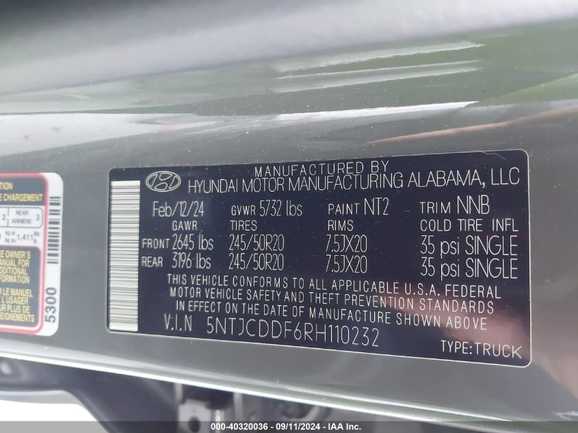 MANUFACTURED BY
HYUNDAI MOTOR MANUFACTURING ALABAMA, LLC
Feb/12/24 GVWR 5732 lbs PAINT NT2 TRIM NNB
GAWR TIRES RIMS COLD TIRE INFL
FRONT 2645 lbs 245/50R20 7.5JX20 35 psi SINGLE
REAR 3196 lbs 245/50R20 7.5JX20 35 psi SINGLE
THIS VEHICLE CONFORMS TO ALL APPLICABLE U.S.A. FEDERAL
MOTOR VEHICLE SAFETY AND THEFT PREVENTION STANDARDS
IN EFFECT ON THE DATE OF MANUFACTURE SHOWN ABOVE.
V.I.N 5NTJCDDF6RH110232
TYPE:TRUCK
5300
000-40320036 - 09/11/2024 - IAAI.COM